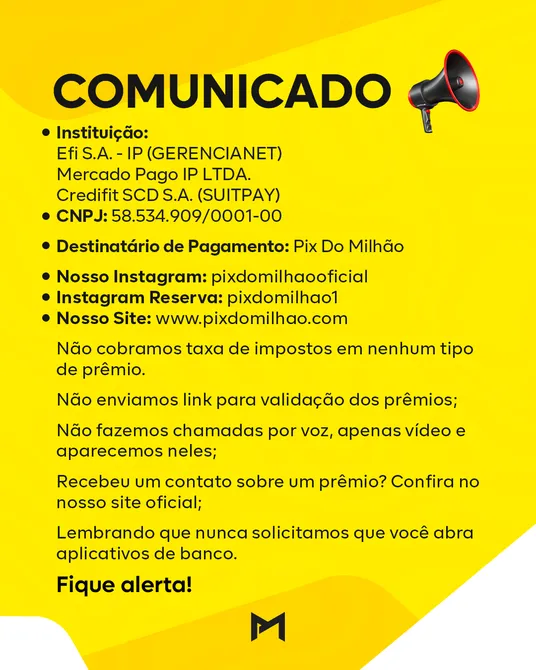 COMUNICADO
• Instituição:
Efi S.A. - IP (GERENCIANET)
Mercado Pago IP LTDA.
Credifit SCD S.A. (SUITPAY)
• CNPJ: 58.534.909/0001-00
• Destinatário de Pagamento: Pix Do Milhão
• Nosso Instagram: pixdomilhaooficial
• Instagram Reserva: pixdomilhao1
• Nosso Site: www.pixdomilhao.com
Não cobramos taxa de impostos em nenhum tipo
de prêmio.
Não enviamos link para validação dos prêmios;
Não fazemos chamadas por voz, apenas vídeo e
aparecemos neles;
Recebeu um contato sobre um prêmio? Confira no
nosso site oficial;
Lembrando que nunca solicitamos que você abra
aplicativos de banco.
Fique alerta!